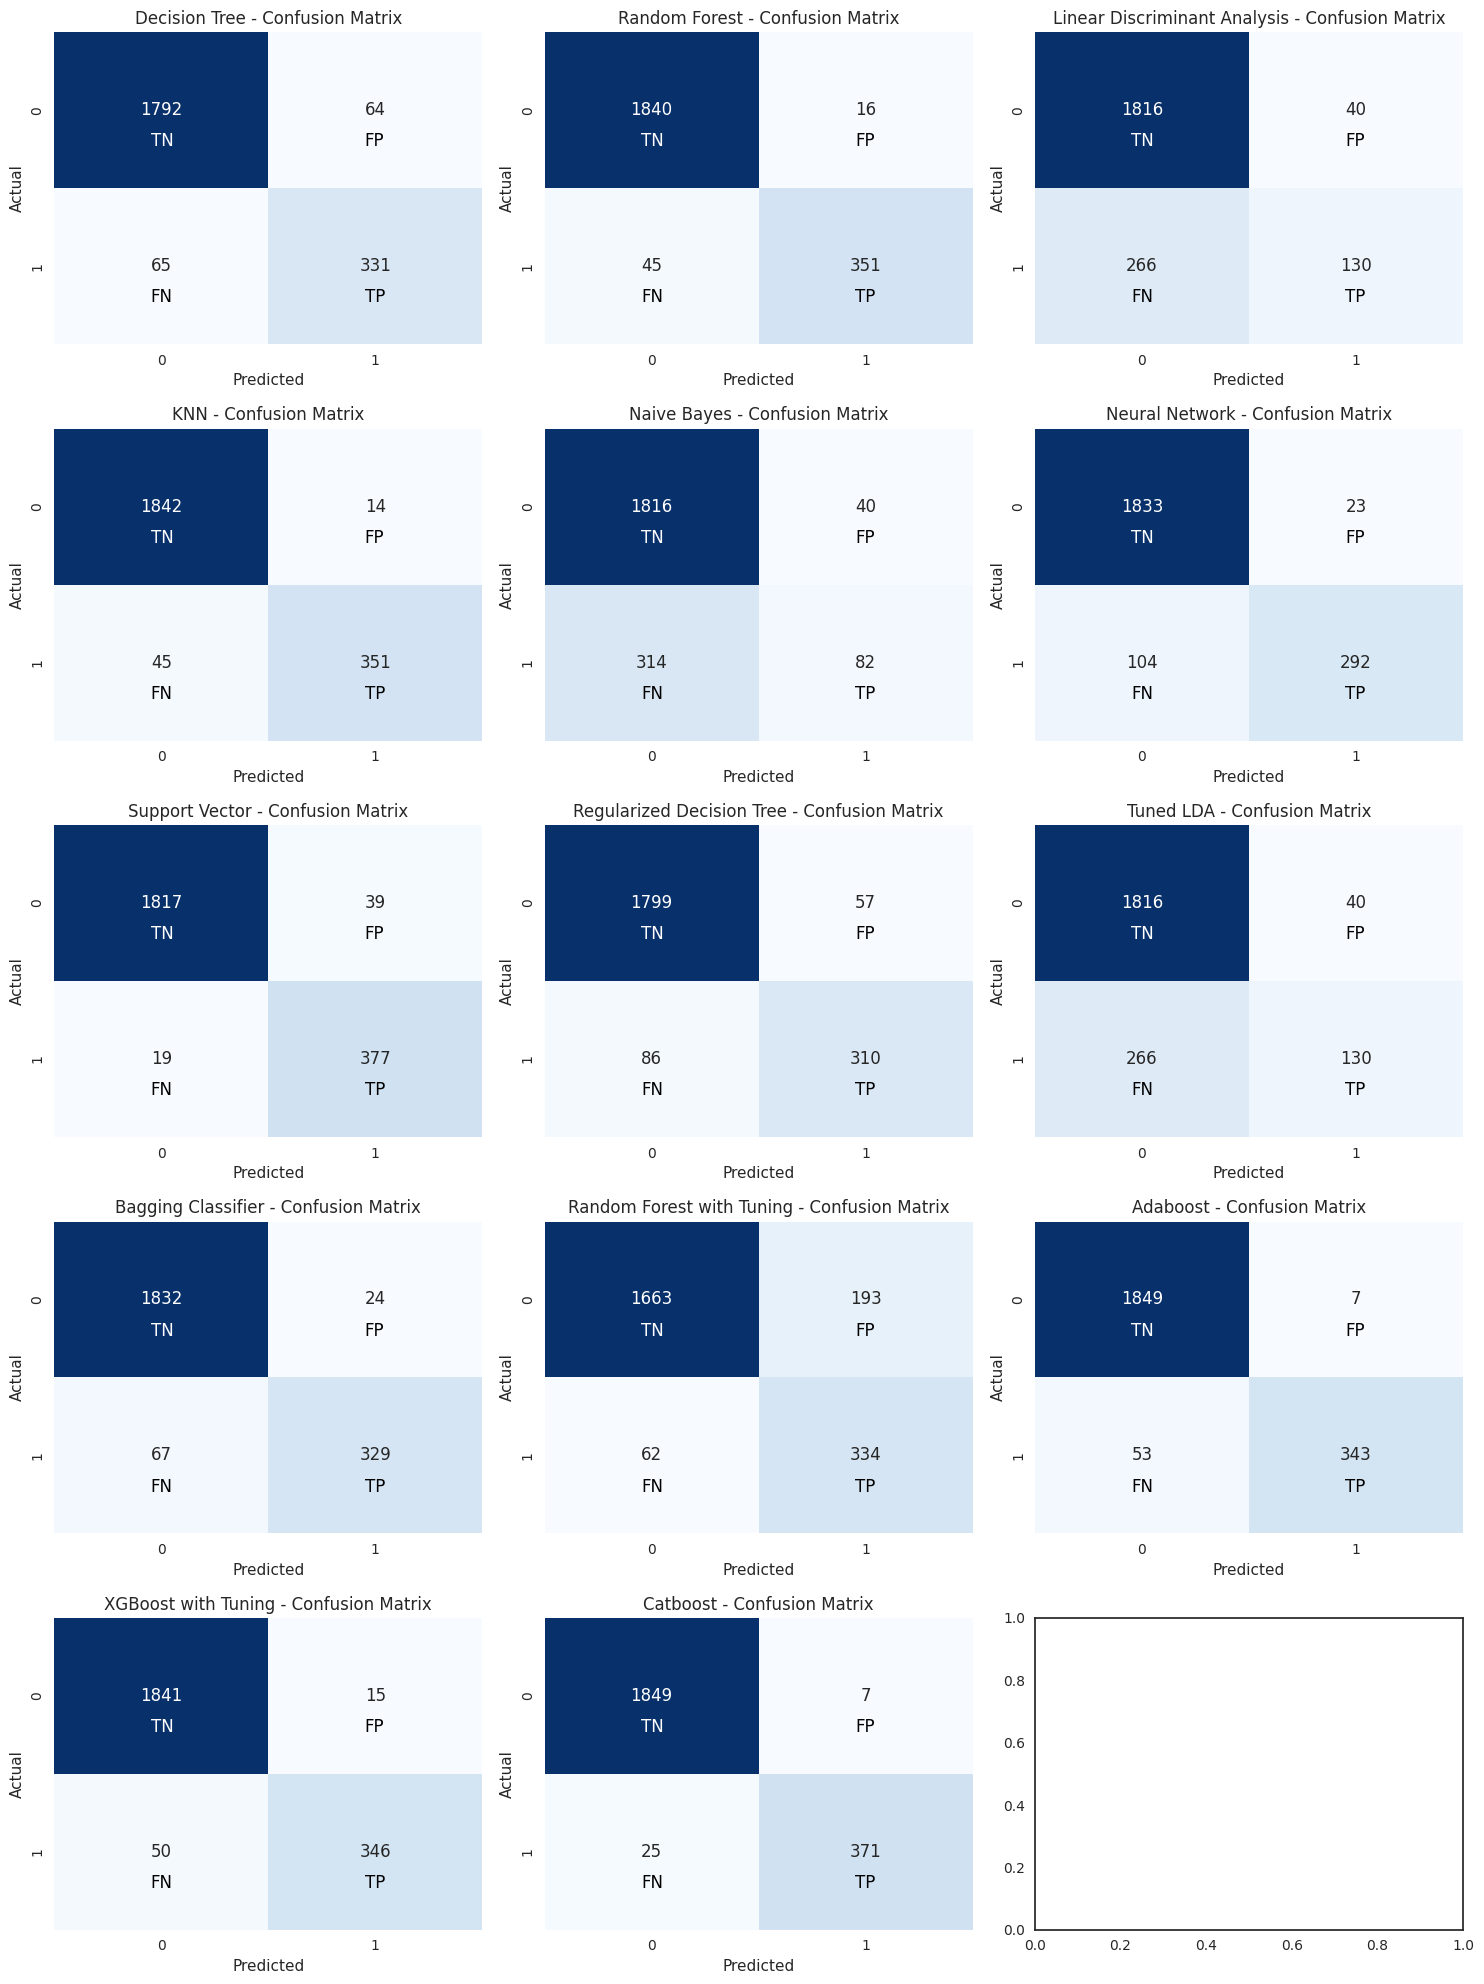 Decision Tree - Confusion Matrix
1792
TN
64
FP
65
FN
331
TP
0
1
Actual
0
1
Predicted
Random Forest - Confusion Matrix
1840
TN
16
FP
45
FN
351
TP
0
1
Actual
0
1
Predicted
Linear Discriminant Analysis - Confusion Matrix
1816
TN
40
FP
266
FN
130
TP
0
1
Actual
0
1
Predicted
KNN - Confusion Matrix
1842
TN
14
FP
45
FN
351
TP
0
1
Actual
0
1
Predicted
Naive Bayes - Confusion Matrix
1816
TN
40
FP
314
FN
82
TP
0
1
Actual
0
1
Predicted
Neural Network - Confusion Matrix
1833
TN
23
FP
104
FN
292
TP
0
1
Actual
0
1
Predicted
Support Vector - Confusion Matrix
1817
TN
39
FP
19
FN
377
TP
0
1
Actual
0
1
Predicted
Regularized Decision Tree - Confusion Matrix
1799
TN
57
FP
86
FN
310
TP
0
1
Actual
0
1
Predicted
Tuned LDA - Confusion Matrix
1816
TN
40
FP
266
FN
130
TP
0
1
Actual
0
1
Predicted
Bagging Classifier - Confusion Matrix
1832
TN
24
FP
67
FN
329
TP
0
1
Actual
0
1
Predicted
Random Forest with Tuning - Confusion Matrix
1663
TN
193
FP
62
FN
334
TP
0
1
Actual
0
1
Predicted
Adaboost - Confusion Matrix
1849
TN
7
FP
53
FN
343
TP
0
1
Actual
0
1
Predicted
XGBoost with Tuning - Confusion Matrix
1841
TN
15
FP
50
FN
346
TP
0
1
Actual
0
1
Predicted
Catboost - Confusion Matrix
1849
TN
7
FP
25
FN
371
TP
0
1
Actual
0
1
Predicted
1.0
0.8
0.6
0.4
0.2
0.0
0.0 0.2 0.4 0.6 0.8 1.0